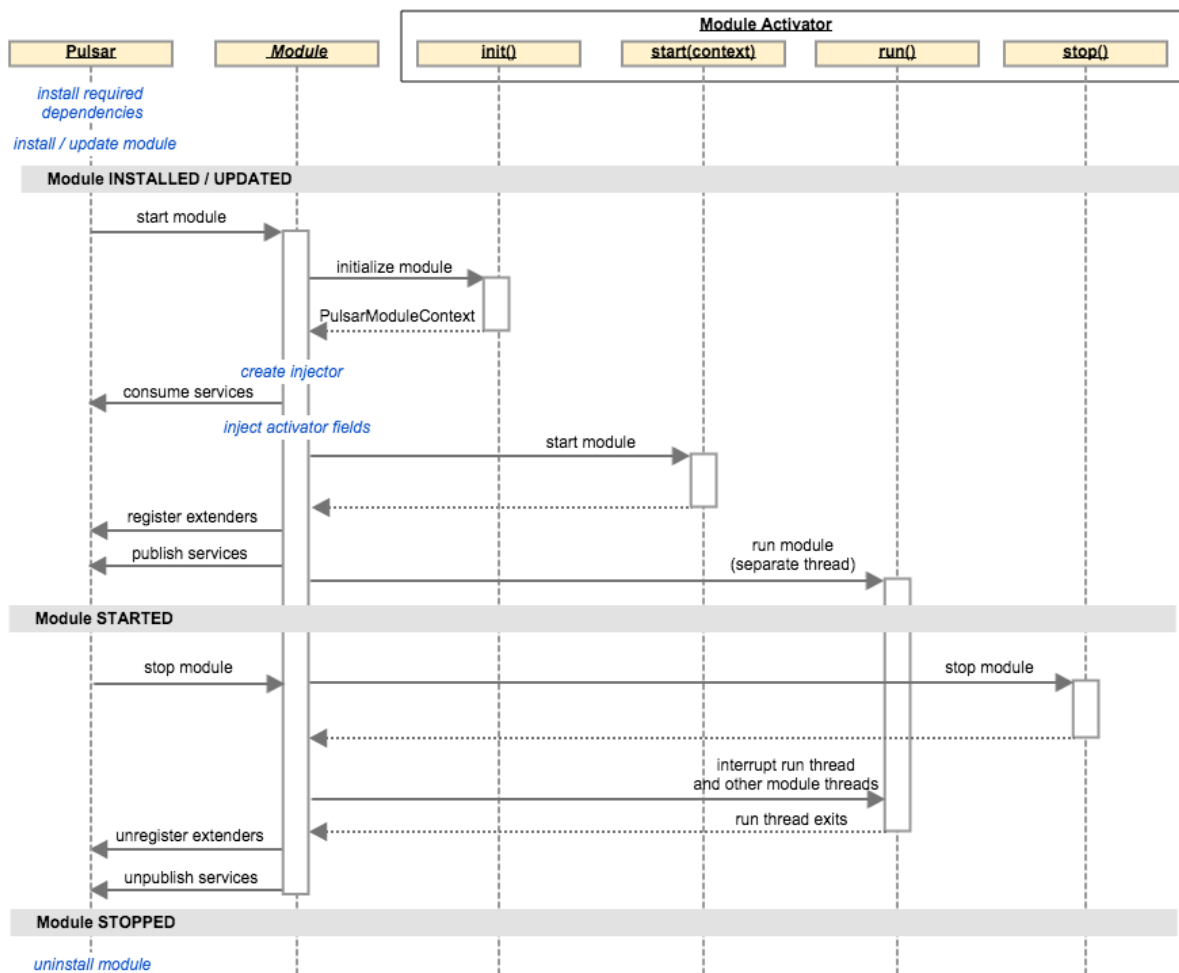 Module Activator
Pulsar
Module
init()
start(context)
run()
stop()
install required
dependencies
install / update module
Module INSTALLED / UPDATED
start module
initialize module
PulsarModuleContext
create injector
consume services
inject activator fields
start module
register extenders
publish services
run module
(separate thread)
Module STARTED
stop module
stop module
interrupt run thread
and other module threads
run thread exits
unregister extenders
unpublish services
Module STOPPED
uninstall module